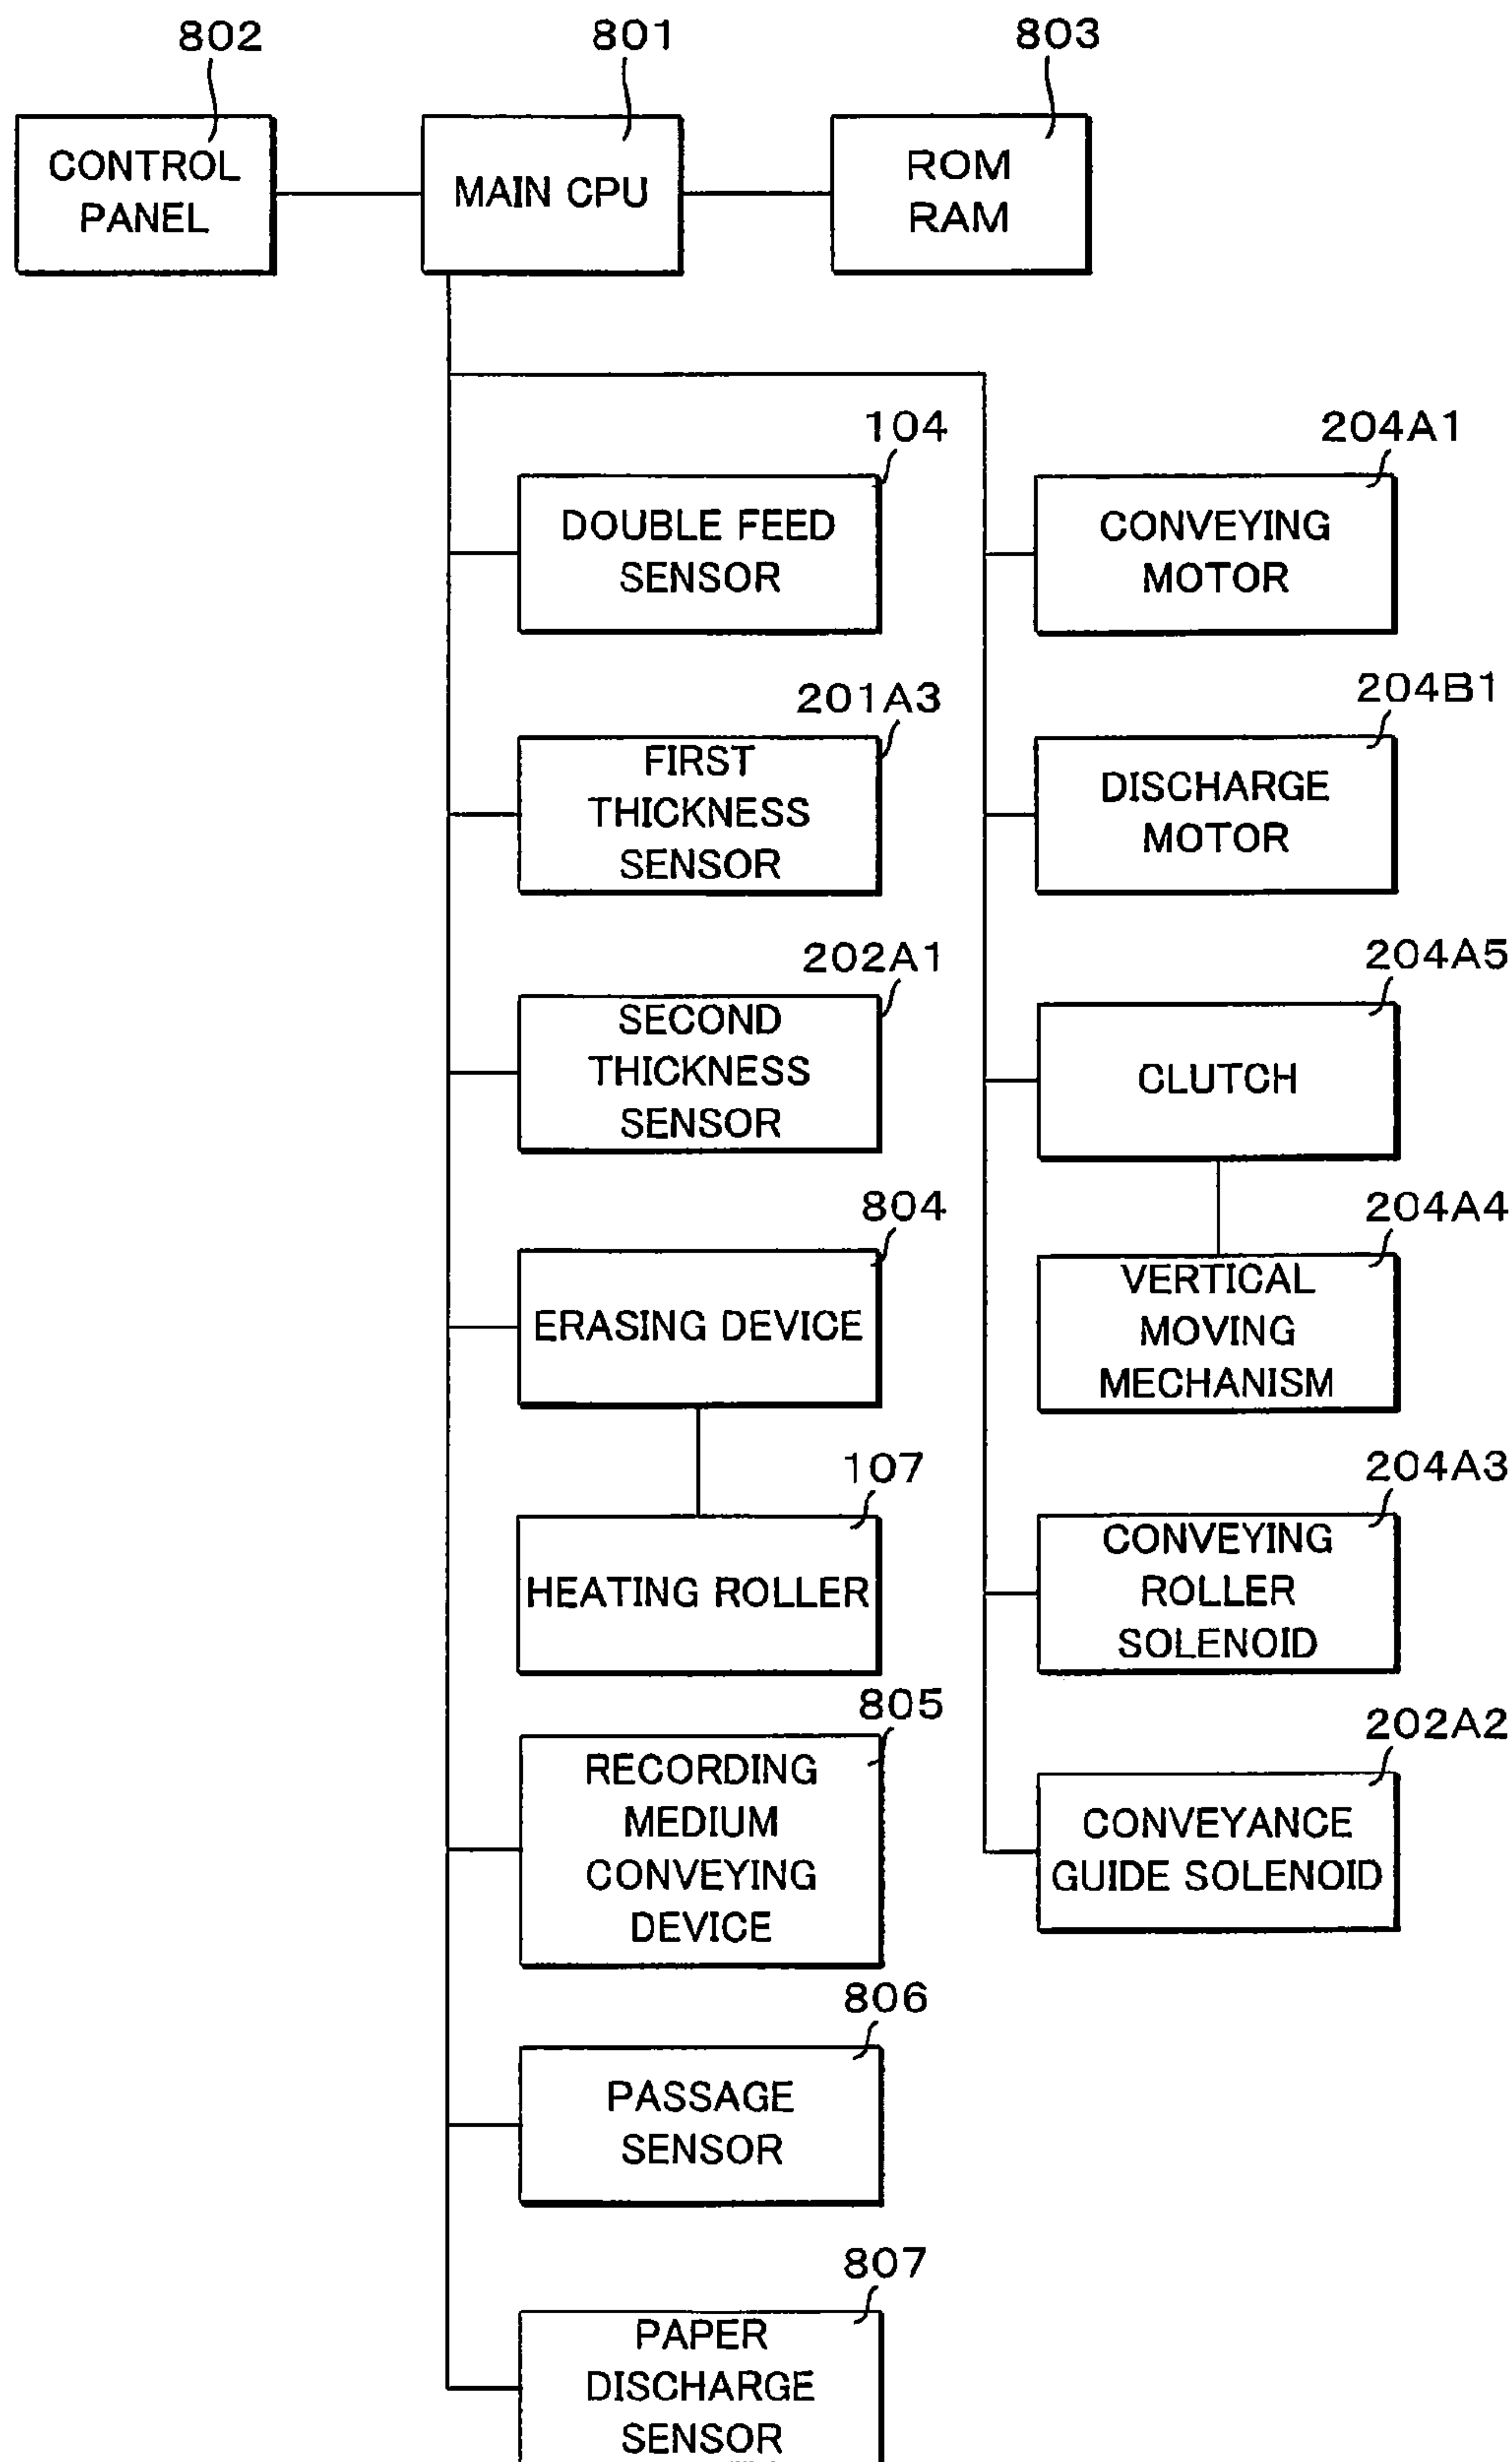 802
801
803
CONTROL
PANEL
MAIN CPU
ROM
RAM
104
DOUBLE FEED
SENSOR
204A1
CONVEYING
MOTOR
201A3
FIRST
THICKNESS
SENSOR
204B1
DISCHARGE
MOTOR
202A1
SECOND
THICKNESS
SENSOR
204A5
CLUTCH
804
ERASING DEVICE
204A4
VERTICAL
MOVING
MECHANISM
107
HEATING ROLLER
204A3
CONVEYING
ROLLER
SOLENOID
805
RECORDING
MEDIUM
CONVEYING
DEVICE
202A2
CONVEYANCE
GUIDE SOLENOID
806
PASSAGE
SENSOR
807
PAPER
DISCHARGE
SENSOR